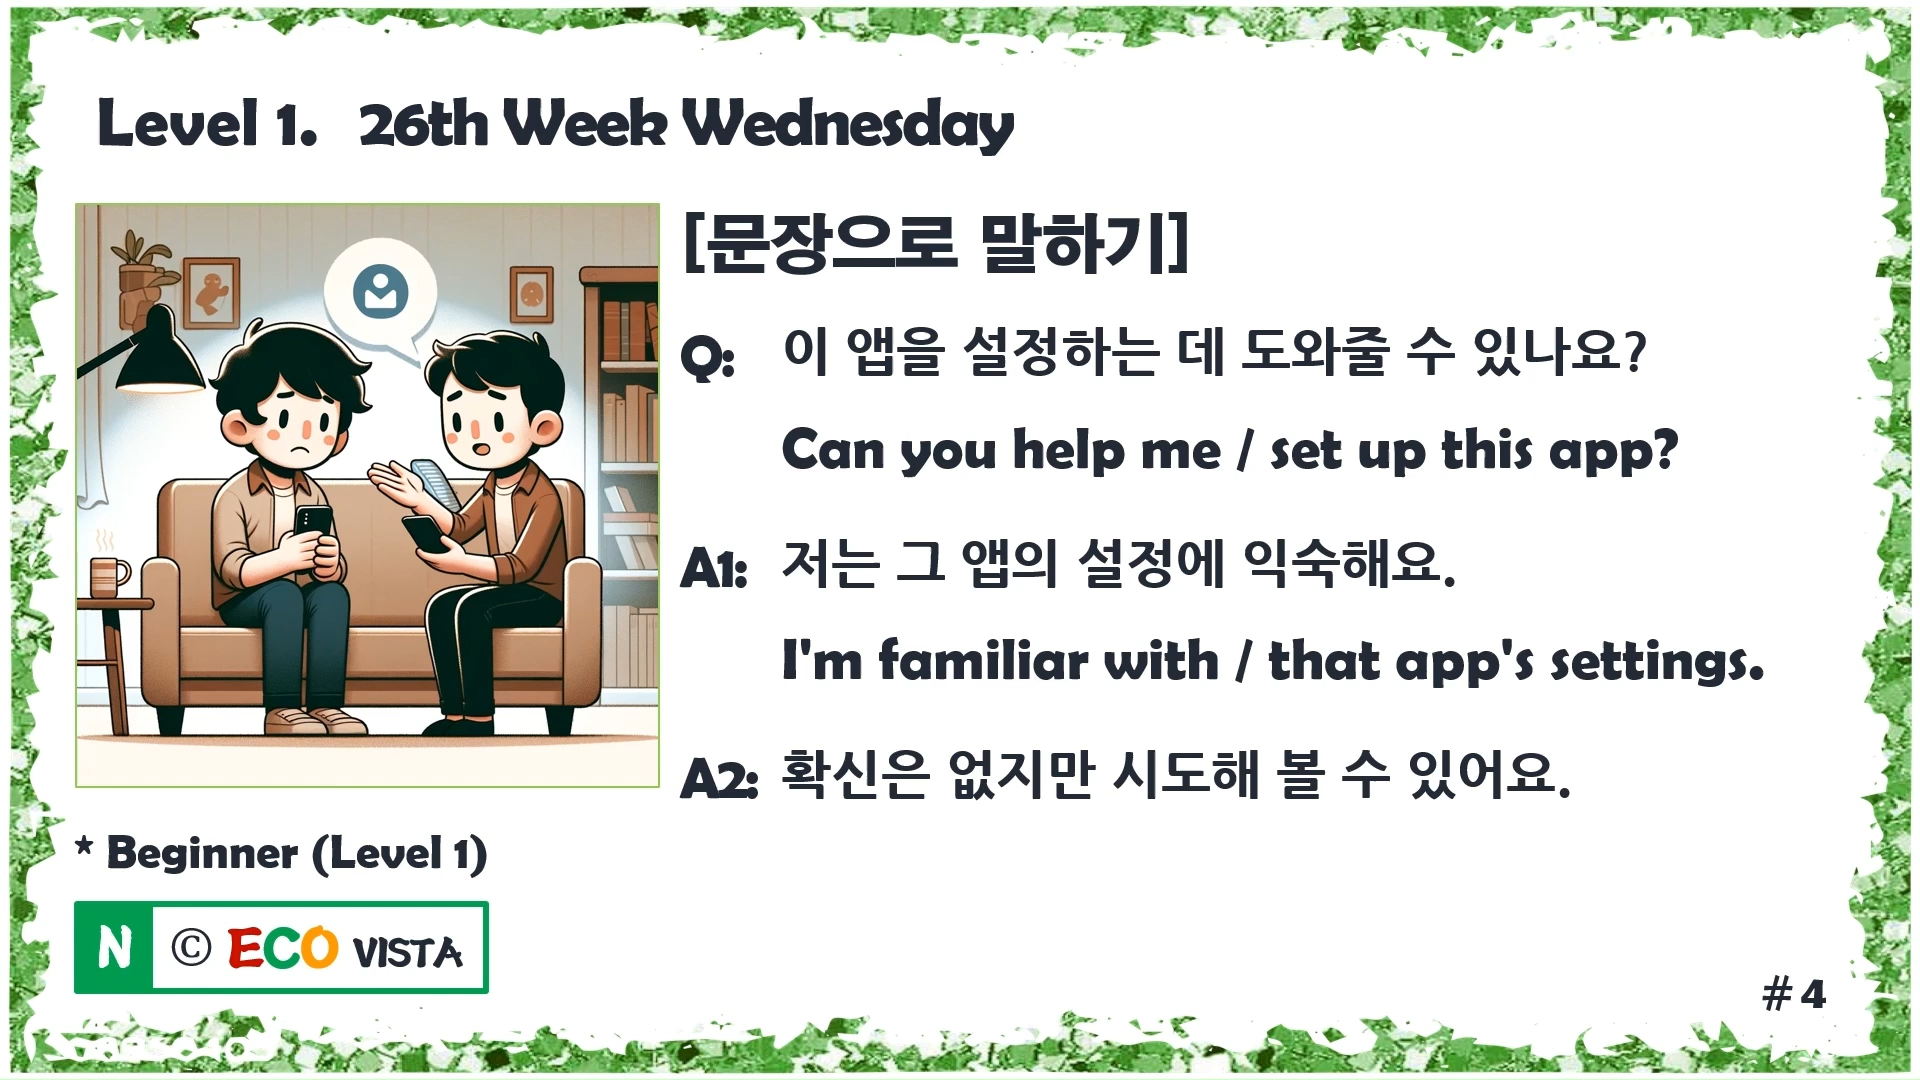 Level 1. 26th Week Wednesday
[문장으로 말하기]
Q: 이 앱을 설정하는 데 도와줄 수 있나요?
Can you help me / set up this app?
A1: 저는 그 앱의 설정에 익숙해요.
I'm familiar with / that app's settings.
A2: 확신은 없지만 시도해 볼 수 있어요.
* Beginner (Level 1)
N © ECO VISTA
#4